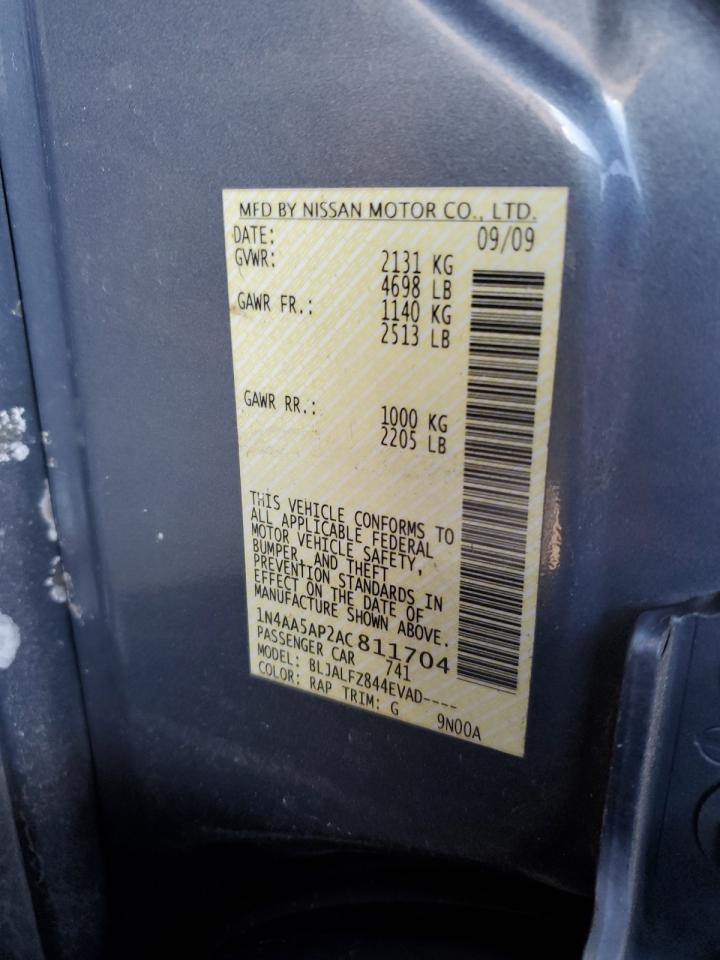 MFD BY NISSAN MOTOR CO., LTD.
DATE: 09/09
GVWR: 2131 KG
4698 LB
GAWR FR.: 1140 KG
2513 LB
GAWR RR.: 1000 KG
2205 LB
THIS VEHICLE CONFORMS TO
ALL APPLICABLE FEDERAL
MOTOR VEHICLE SAFETY,
BUMPER, AND THEFT
PREVENTION STANDARDS IN
EFFECT ON THE DATE OF
MANUFACTURE SHOWN ABOVE.
1N4AA5AP2AC811704
PASSENGER CAR 741
MODEL: BLJALFZ844EVAD----
COLOR: RAP TRIM: G 9N00A